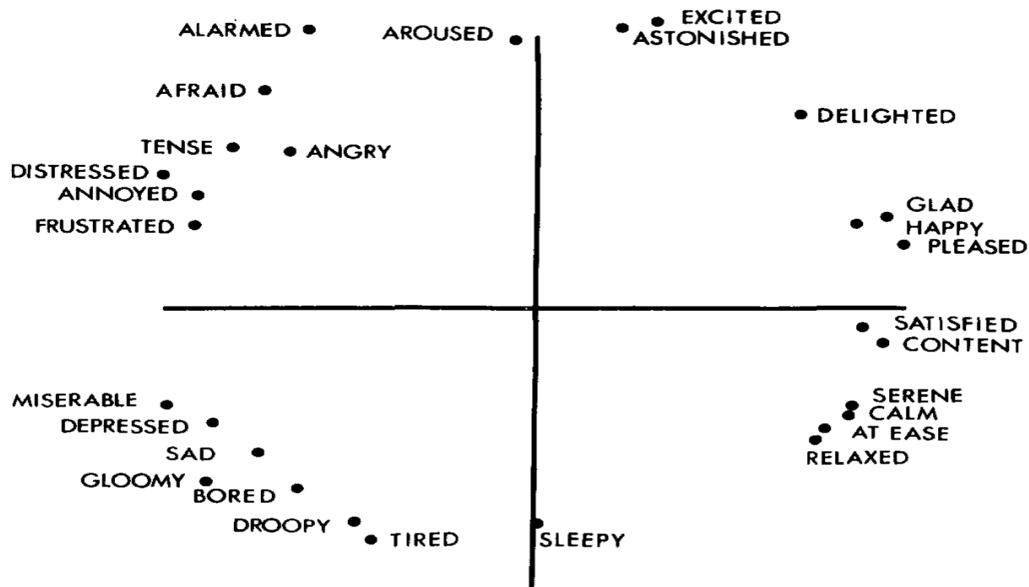 EXCITED
ALARMED
AROUSED
ASTONISHED
AFRAID
DELIGHTED
TENSE
ANGRY
DISTRESSED
ANNOYED
GLAD
FRUSTRATED
HAPPY
PLEASED
SATISFIED
CONTENT
MISERABLE
SERENE
DEPRESSED
CALM
SAD
AT EASE
RELAXED
GLOOMY
BORED
DROOPY
TIRED
SLEEPY